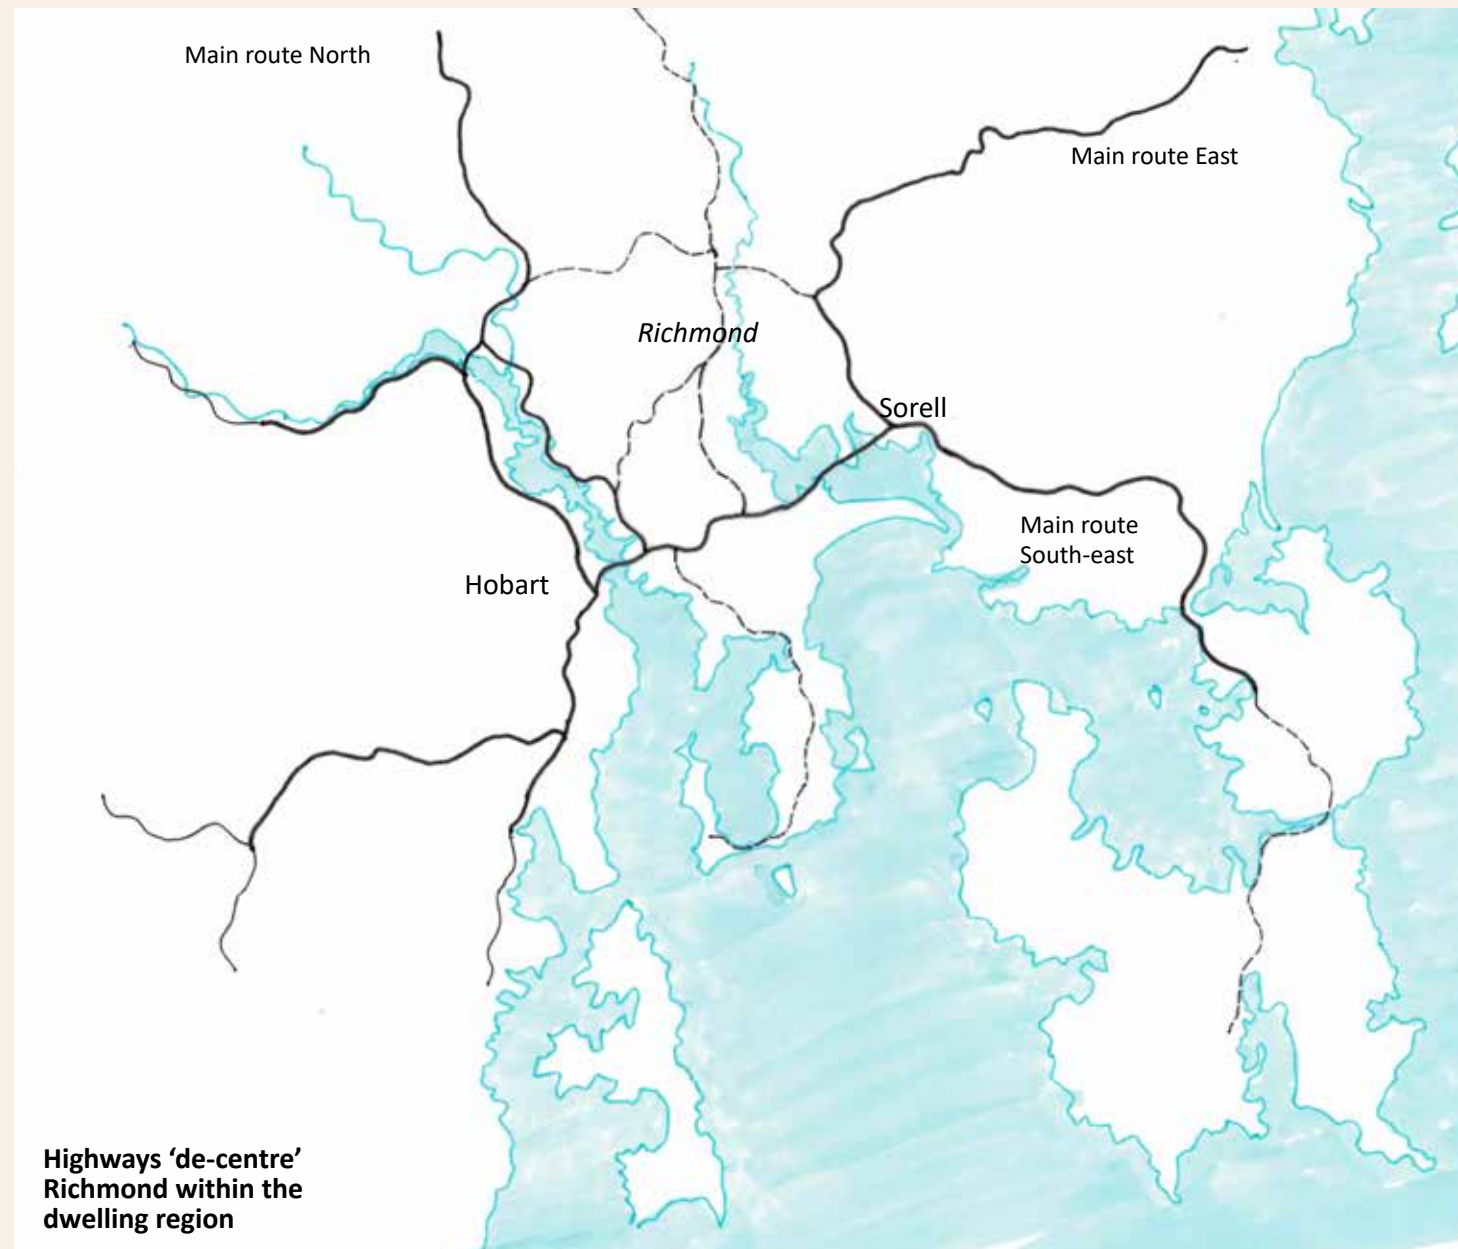 Main route North
Main route East
Richmond
Sorell
Main route
South-east
Hobart
Highways ‘de-centre’
Richmond within the
dwelling region